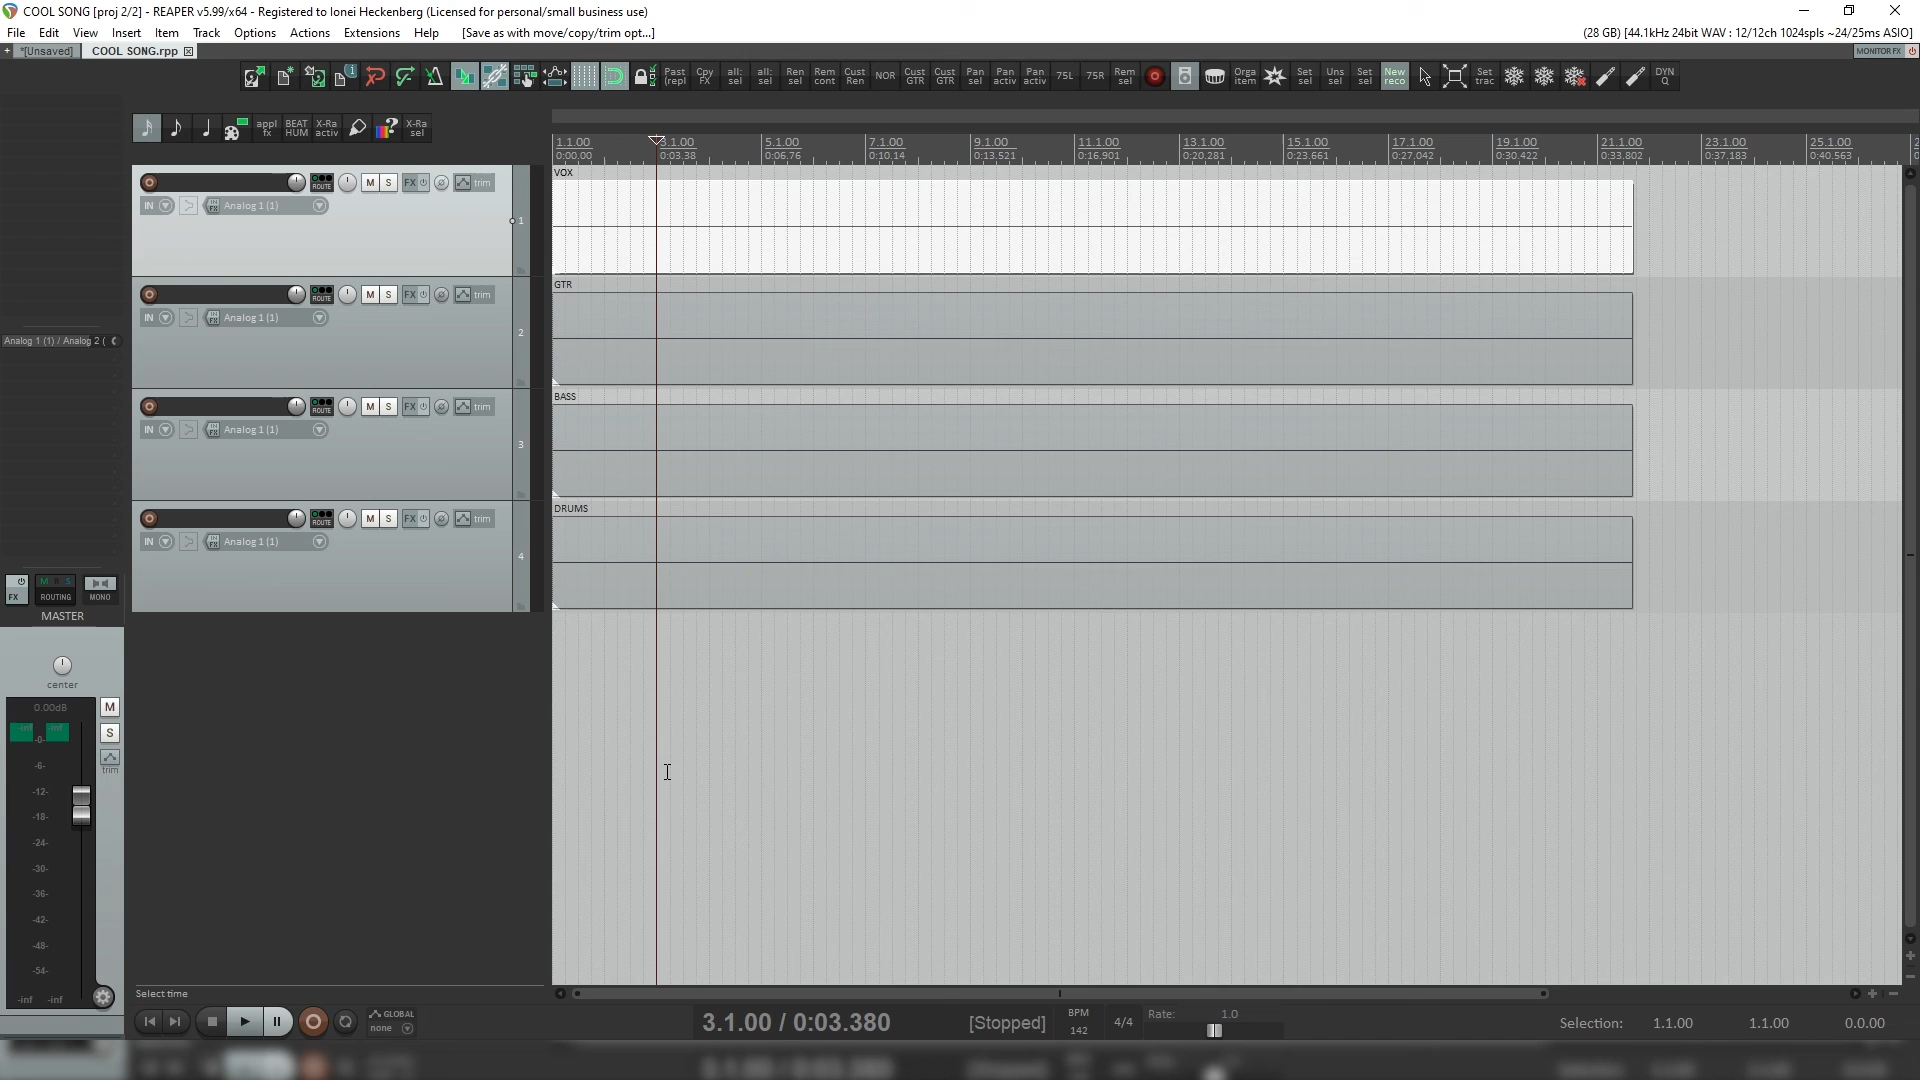 COOL SONG [proj 2/2] - REAPER v5.99/x64 - Registered to Ionei Heckenberg (Licensed for personal/small business use)
File Edit View Insert Item Track Options Actions Extensions Help [Save as with move/copy/trim opt...] (28 GB) [44.1kHz 24bit WAV : 12/12ch 1024spls ~24/25ms ASIO]
+ *[Unsaved] COOL SONG.rpp MONITOR FX
Past repl Cpy FX all: sel all: sel Ren sel Rem cont Cust Ren NOR Cust GTR Cust GTR Pan sel Pan activ Pan activ 75L 75R Rem sel Orga item Set sel Uns sel Set sel New reco Set trac DYN Q
appl fx BEAT HUM X-Ra activ X-Ra sel
1.1.00 3.1.00 5.1.00 7.1.00 9.1.00 11.1.00 13.1.00 15.1.00 17.1.00 19.1.00 21.1.00 23.1.00 25.1.00
0:00.00 0:03.38 0:06.76 0:10.14 0:13.521 0:16.901 0:20.281 0:23.661 0:27.042 0:30.422 0:33.802 0:37.183 0:40.563
VOX
ROUTE M S FX trim
IN IN FX Analog 1 (1)
1
GTR
ROUTE M S FX trim
IN IN FX Analog 1 (1)
2
Analog 1 (1) / Analog 2 (
BASS
ROUTE M S FX trim
IN IN FX Analog 1 (1)
3
DRUMS
ROUTE M S FX trim
IN IN FX Analog 1 (1)
4
FX M R S ROUTING MONO
MASTER
center
0.00dB M
-inf -inf S
-0-
-6- trim
-12-
-18-
-24-
-30-
-36-
-42-
-48-
-54-
-inf -inf
Select time
GLOBAL
none
3.1.00 / 0:03.380 [Stopped] BPM 142 4/4 Rate: 1.0 Selection: 1.1.00 1.1.00 0.0.00